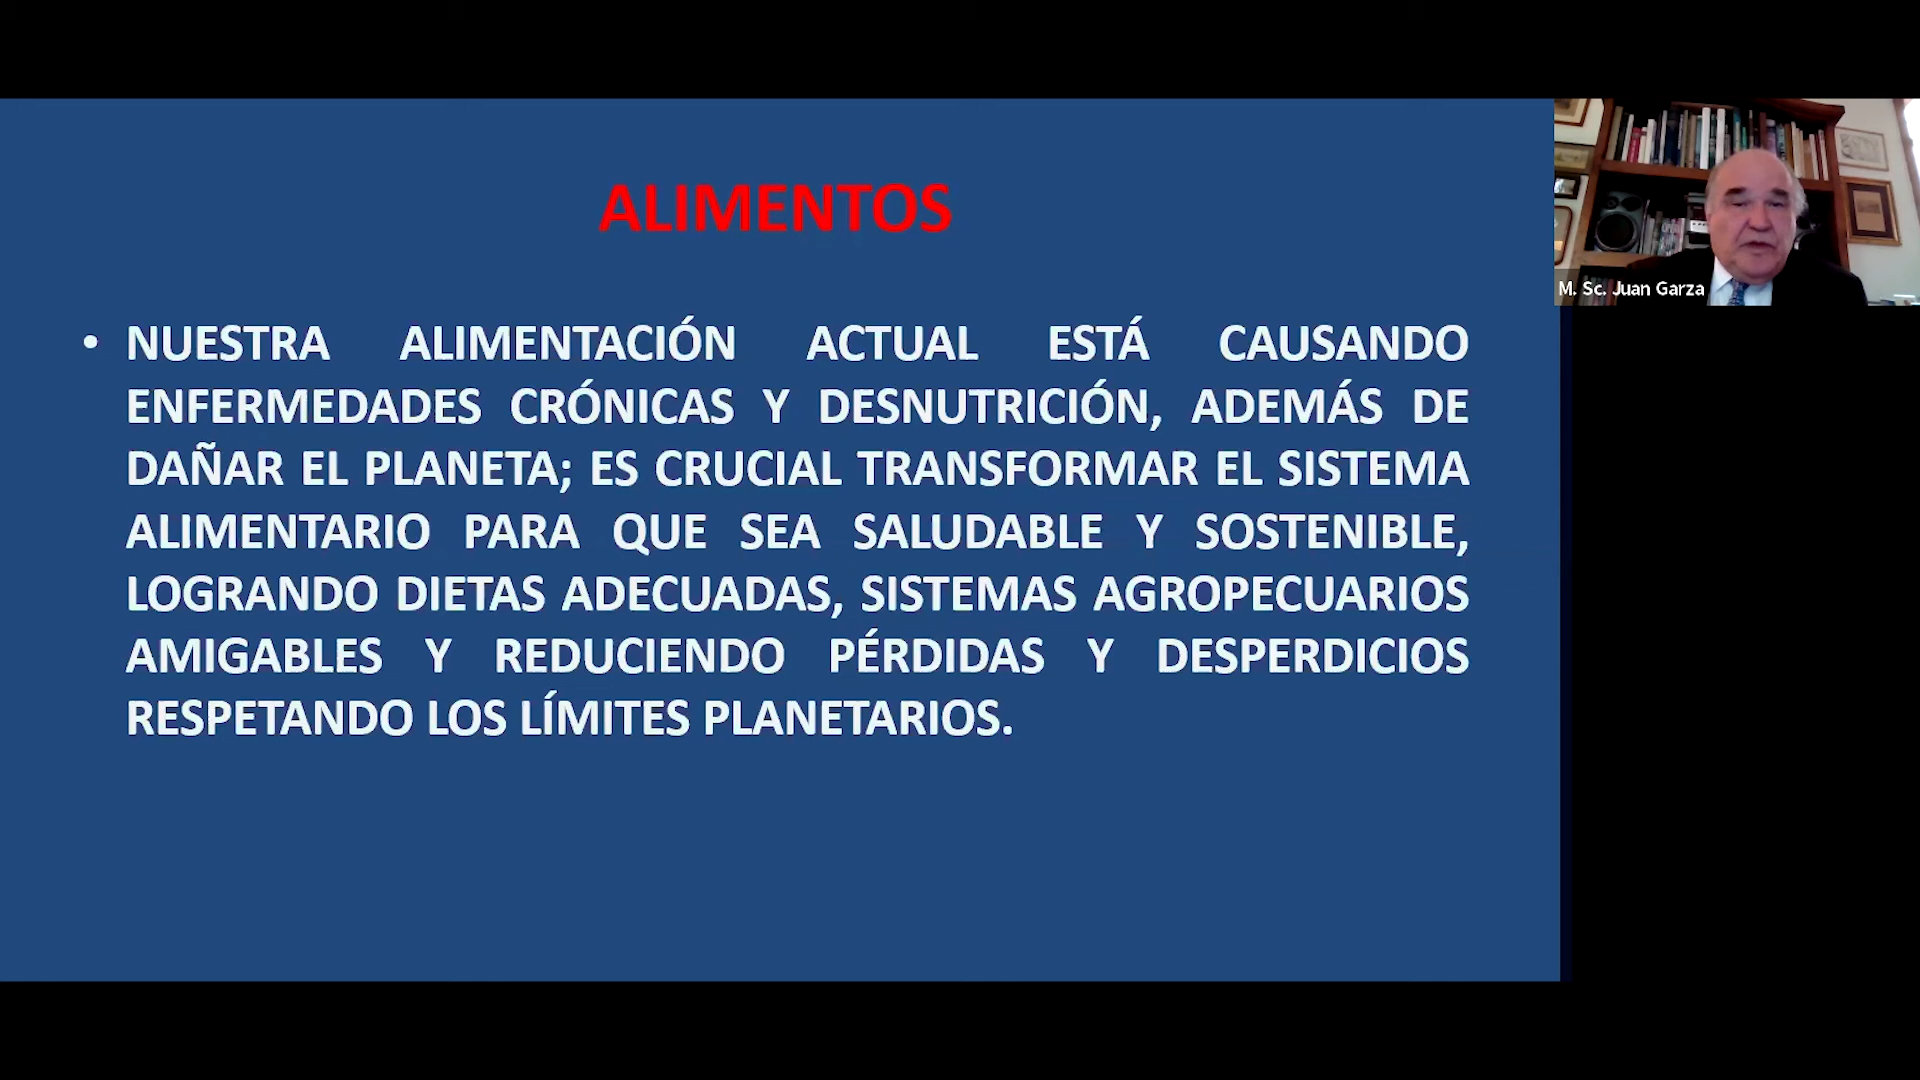 ALIMENTOS
• NUESTRA ALIMENTACIÓN ACTUAL ESTÁ CAUSANDO
ENFERMEDADES CRÓNICAS Y DESNUTRICIÓN, ADEMÁS DE
DAÑAR EL PLANETA; ES CRUCIAL TRANSFORMAR EL SISTEMA
ALIMENTARIO PARA QUE SEA SALUDABLE Y SOSTENIBLE,
LOGRANDO DIETAS ADECUADAS, SISTEMAS AGROPECUARIOS
AMIGABLES Y REDUCIENDO PÉRDIDAS Y DESPERDICIOS
RESPETANDO LOS LÍMITES PLANETARIOS.
M. Sc. Juan Garza